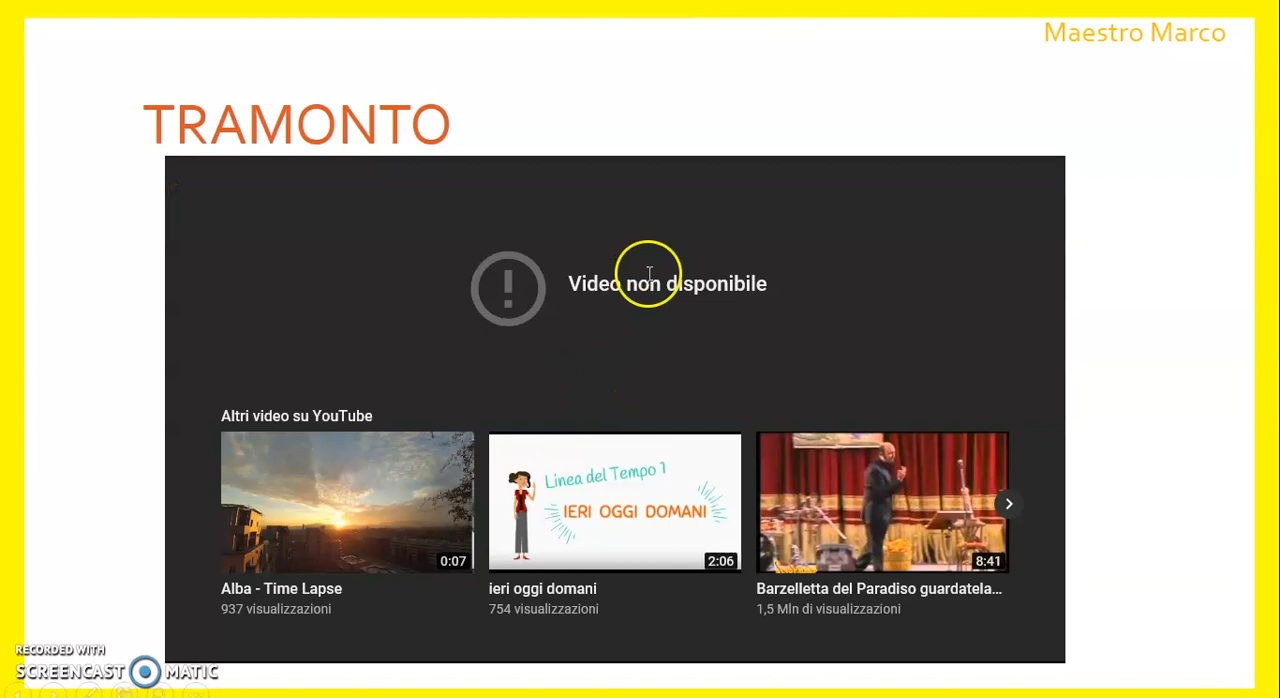 Maestro Marco
TRAMONTO
Video non disponibile
Altri video su YouTube
Linea del Tempo 1
IERI OGGI DOMANI
0:07
2:06
8:41
Alba - Time Lapse
937 visualizzazioni
ieri oggi domani
754 visualizzazioni
Barzelletta del Paradiso guardatela...
1,5 Mln di visualizzazioni
RECORDED WITH
SCREENCAST MATIC